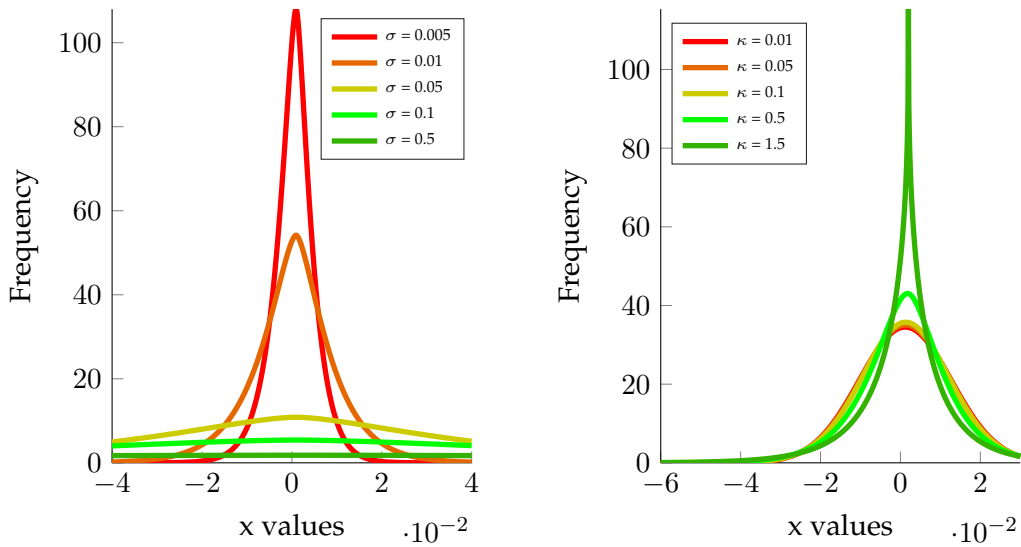 100
80
60
40
20
0
Frequency
−4
−2
0
2
4
x values
·10−2
σ = 0.005
σ = 0.01
σ = 0.05
σ = 0.1
σ = 0.5
100
80
60
40
20
0
Frequency
−6
−4
−2
0
2
x values
·10−2
κ = 0.01
κ = 0.05
κ = 0.1
κ = 0.5
κ = 1.5